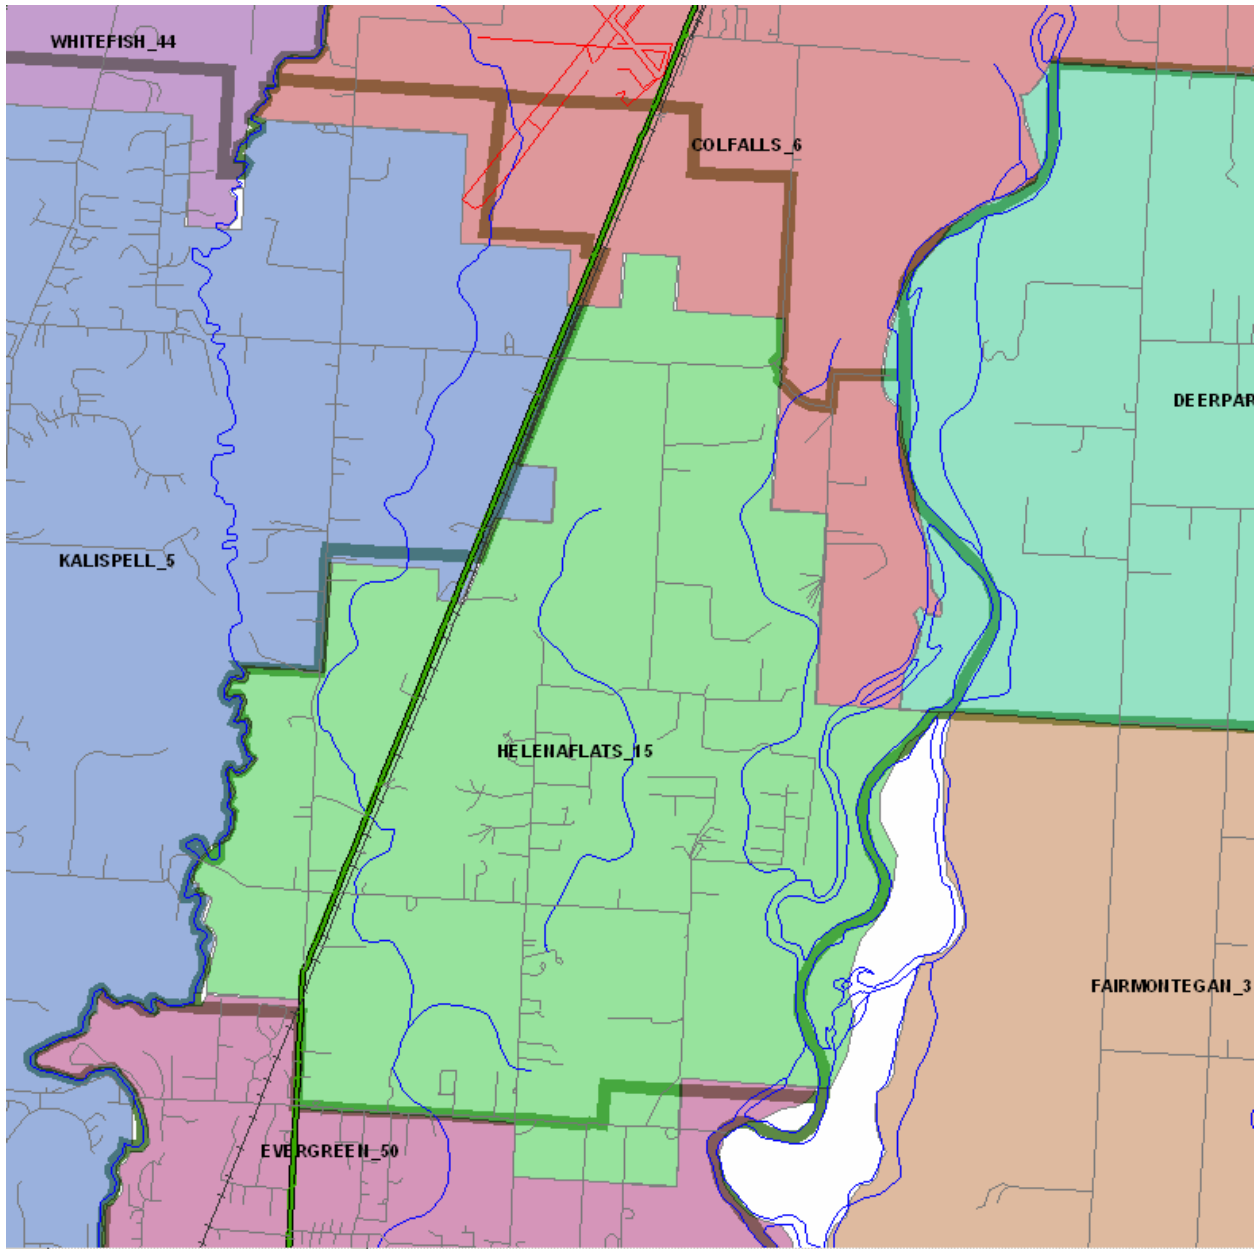 WHITEFISH_44
COLFALLS_6
DEERPAR
KALISPELL_5
HELENAFLATS_15
FAIRMONTEGAN_3
EVERGREEN_50